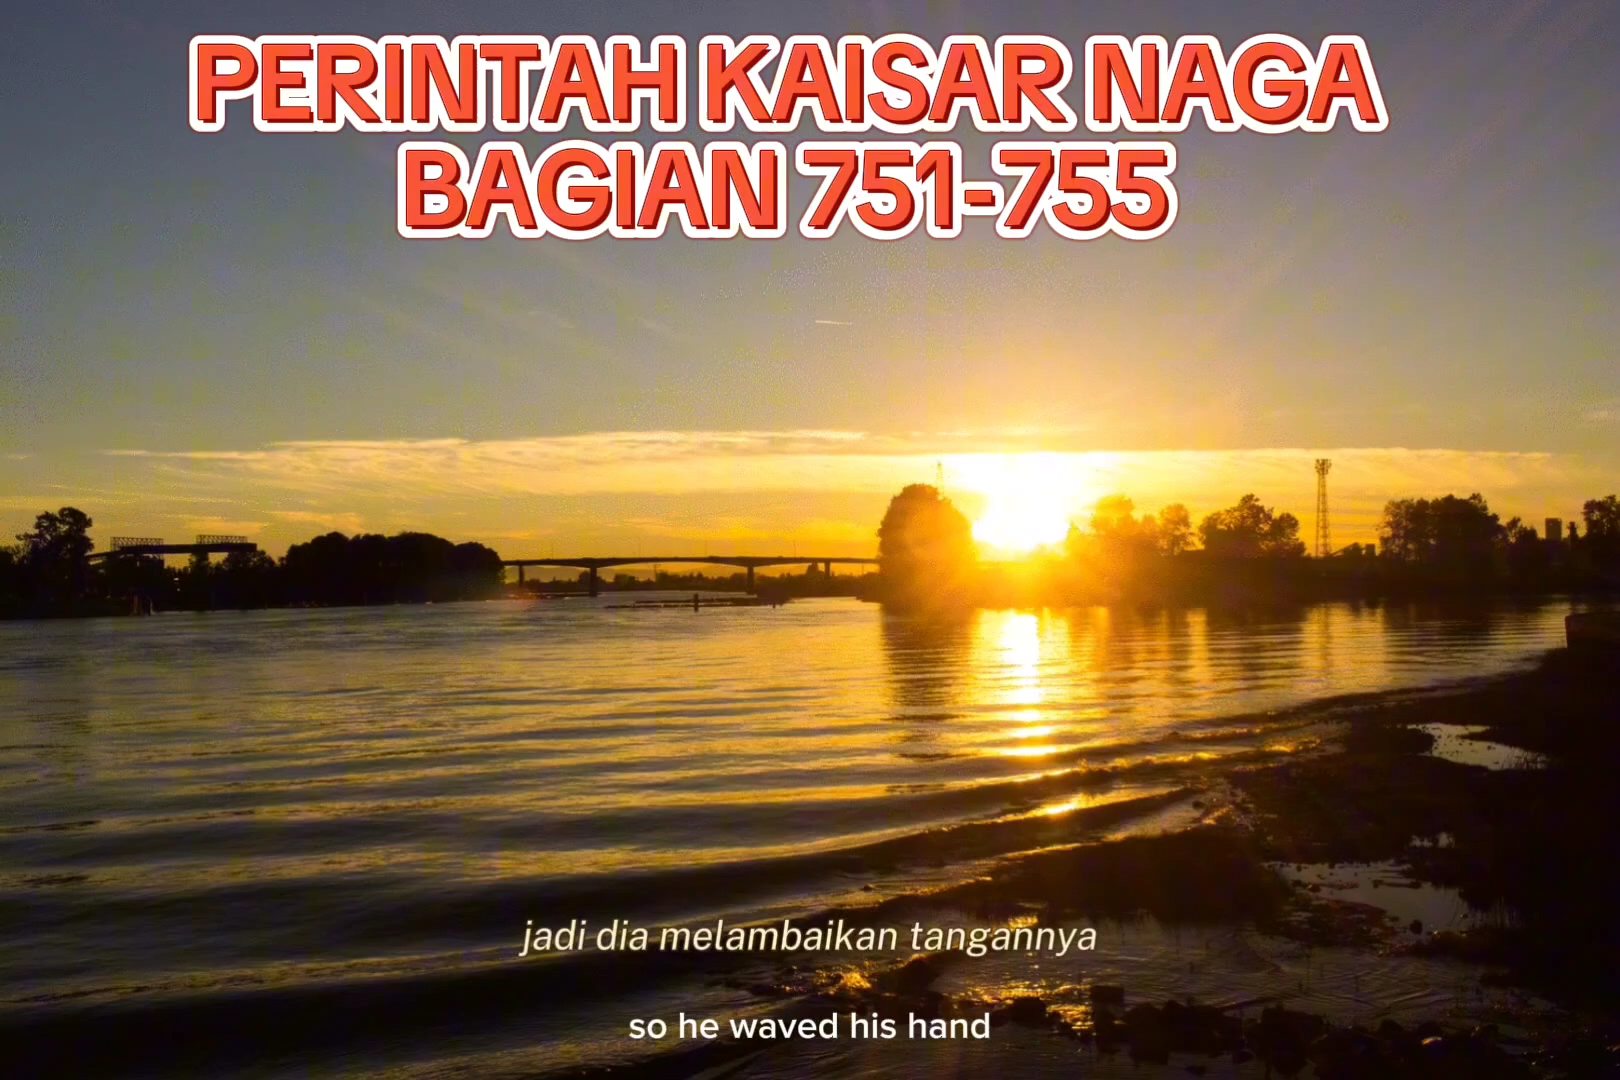 PERINTAH KAISAR NAGA
BAGIAN 751-755
jadi dia melambaikan tangannya
so he waved his hand